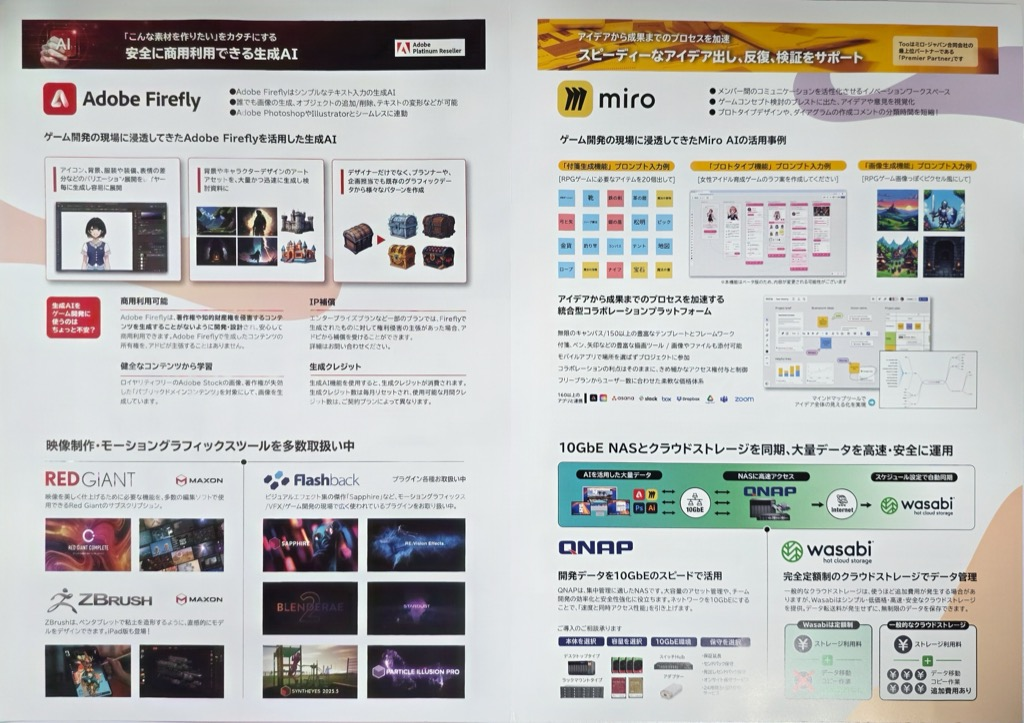 「こんな素材を作りたい」をカタチにする
安全に商用利用できる生成AI
Adobe
Platinum Reseller
Adobe Firefly
●Adobe Fireflyはシンプルなテキスト入力の生成AI
●誰でも画像の生成、オブジェクトの追加/削除、テキストの変形などが可能
●Adobe PhotoshopやIllustratorとシームレスに連動
ゲーム開発の現場に浸透してきたAdobe Fireflyを活用した生成AI
アイコン、背景、服装や装備、表情の差
分などのバリエーション展開を、
毎に生成し容易に展開
背景やキャラクターデザインのアート
アセットを、大量かつ迅速に生成し検
討資料に
デザイナーだけでなく、プランナーや、
企画担当でも既存のグラフィックデー
タから様々なパターンを作成
生成AIを
ゲーム開発に
使うのは
ちょっと不安?
商用利用可能
Adobe Fireflyは、著作権や知的財産権を侵害するコンテ
ンツを生成することがないように開発・設計され、安心して
商用利用できます。Adobe Fireflyで生成したコンテンツの
所有権を、アドビが主張することはありません。
IP補償
エンタープライズプランなど一部のプランでは、Fireflyで
生成されたものに対して権利侵害の主張があった場合、ア
ドビから補償を受けることができます。
詳細はお問い合わせください。
健全なコンテンツから学習
ロイヤリティフリーのAdobe Stockの画像、著作権が失効
した「パブリックドメインコンテンツ」を対象にして、画像を生
成しています。
生成クレジット
生成AI機能を使用すると、生成クレジットが消費されます。
生成クレジット数は毎月リセットされ、使用可能な月間クレ
ジット数は、ご契約プランによって異なります。
映像制作・モーショングラフィックスツールを多数取扱い中
RED GIANT
MAXON
映像を美しく仕上げるために必要な機能を、多数の編集ソフトで使
用できるRed Giantのサブスクリプション。
RED GIANT COMPLETE
ZBRUSH
MAXON
ZBrushは、ペンタブレットで粘土を造形するように、直感的にモデ
ルをデザインできます。iPad版も登場!
Flashback
プラグイン各種お取扱い中
ビジュアルエフェクト集の傑作「Sapphire」など、モーショングラフィックス
/VFX/ゲーム開発の現場で広く使われているプラグインをお取り扱い中。
SAPPHIRE
RE:Vision Effects
BLENDERAE
2
STARDUST
SYNTHEYES 2025.5
PARTICLE ILLUSION PRO
アイデアから成果までのプロセスを加速
スピーディーなアイデア出し、反復、検証をサポート
Tooはミロ・ジャパン合同会社の
最上位パートナーである
「Premier Partner」です
miro
● メンバー間のコミュニケーションを活性化させるイノベーションワークスペース
● ゲームコンセプト検討のブレストに出た、アイデアや意見を視覚化
● プロトタイプデザインや、ダイアグラムの作成コメントの分類時間を短縮!
ゲーム開発の現場に浸透してきたMiro AIの活用事例
「付箋生成機能」プロンプト入力例
[RPGゲームに必要なアイテムを20個出して]
靴
松明
ピック
金貨
テント
地図
ロープ
ナイフ
宝石
「プロトタイプ機能」プロンプト入力例
[女性アイドル育成ゲームのラフ案を作成してください]
※本機能はベータ版のため、内容が変更される可能性がございます
「画像生成機能」プロンプト入力例
[RPGゲーム画像っぽくピクセル風にして]
アイデアから成果までのプロセスを加速する
統合型コラボレーションプラットフォーム
無限のキャンバス/150以上の豊富なテンプレートとフレームワーク
付箋、ペン、矢印などの豊富な描画ツール / 画像やファイルも添付可能
モバイルアプリで場所を選ばずプロジェクトに参加
コラボレーションの利点はそのままに、きめ細かなアクセス権付与と制御
フリープランからユーザー数に合わせた柔軟な価格体系
160以上の
アプリと連携
asana
slack
box
Dropbox
zoom
マインドマップツールで
アイデア全体の見える化を実現
10GbE NASとクラウドストレージを同期、大量データを高速・安全に運用
AIを活用した大量データ
Ps
Ai
10GbE
NASに高速アクセス
QNAP
Internet
スケジュール設定で自動同期
wasabi
hot cloud storage
QNAP
開発データを10GbEのスピードで活用
QNAPは、集中管理に適したNASです。大容量のアセット管理や、チーム
開発の効率化と安全性強化に役立ちます。ネットワークを10GbEにする
ことで、「速度と同時アクセス性能」を引き上げます。
ご導入のご相談承ります
本体を選択
容量を選択
10GbE環境
保守を選択
デスクトップタイプ
ラックマウントタイプ
スイッチHUB
アダプター
wasabi
hot cloud storage
完全定額制のクラウドストレージでデータ管理
一般的なクラウドストレージは、使うほど追加費用が発生する場合があ
りますが、Wasabiはシンプル・低価格・高速・安全なクラウドストレージ
を提供。データ転送料が発生せずに、無制限のデータを保存できます。
Wasabiは定額制
ストレージ利用料
データ移動
コピー作業
一般的なクラウドストレージ
ストレージ利用料
データ移動
コピー作業
追加費用あり